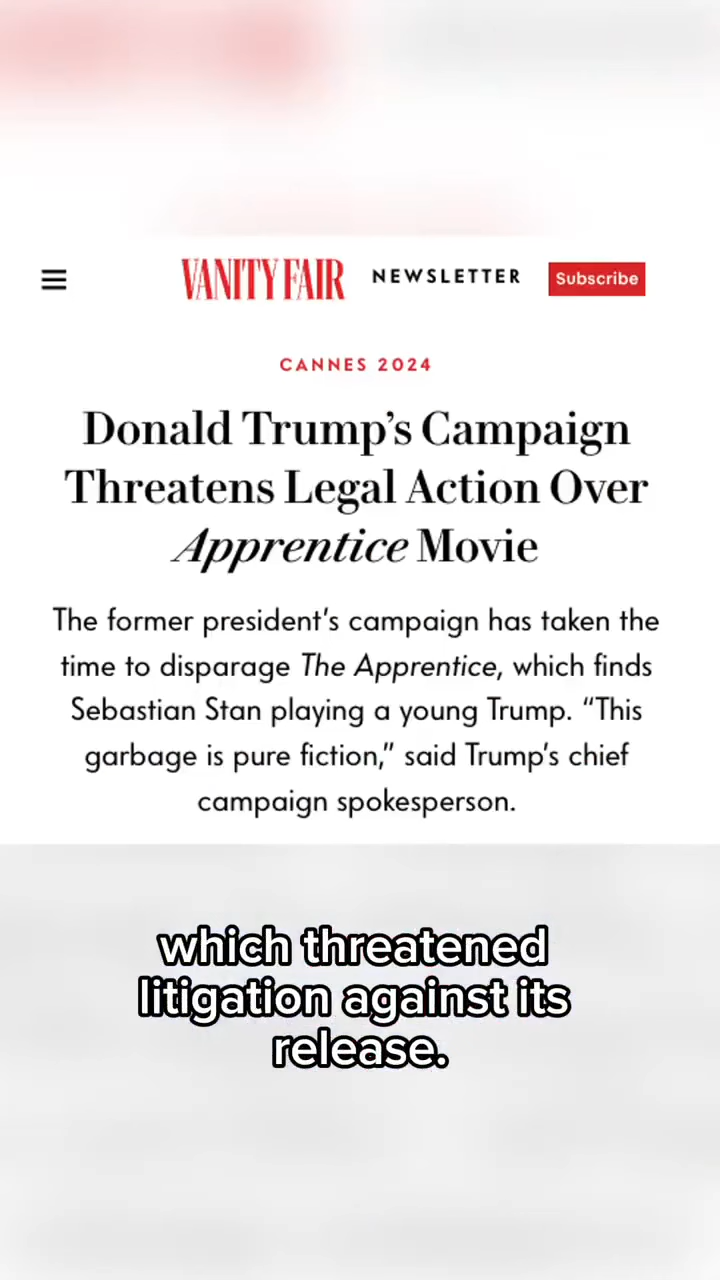 VANITY FAIR NEWSLETTER Subscribe
CANNES 2024
Donald Trump’s Campaign
Threatens Legal Action Over
Apprentice Movie
The former president’s campaign has taken the
time to disparage The Apprentice, which finds
Sebastian Stan playing a young Trump. “This
garbage is pure fiction,” said Trump’s chief
campaign spokesperson.
which threatened
litigation against its
release.